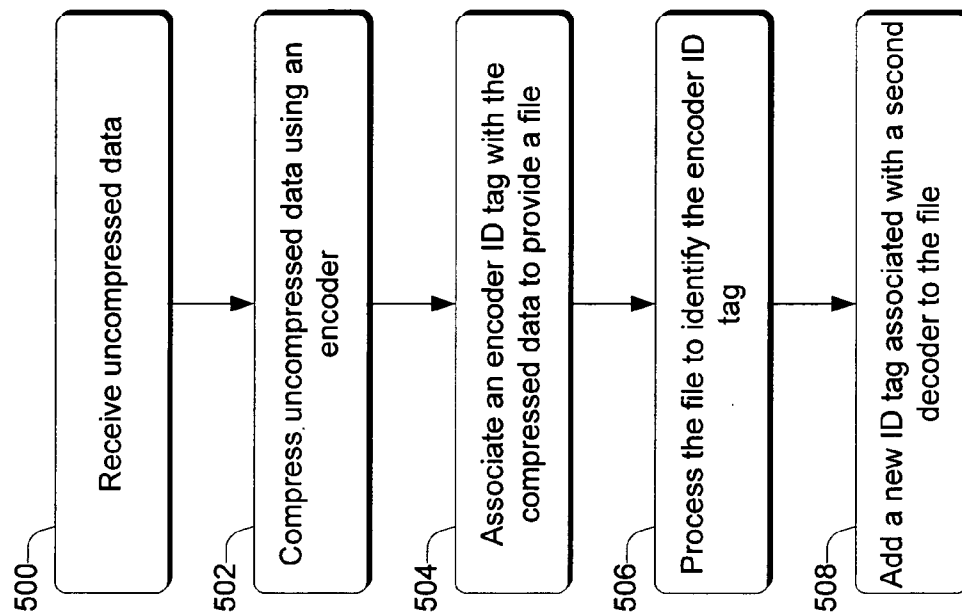 500
Receive uncompressed data
502
Compress uncompressed data using an
encoder
504
Associate an encoder ID tag with the
compressed data to provide a file
506
Process the file to identify the encoder ID
tag
508
Add a new ID tag associated with a second
decoder to the file